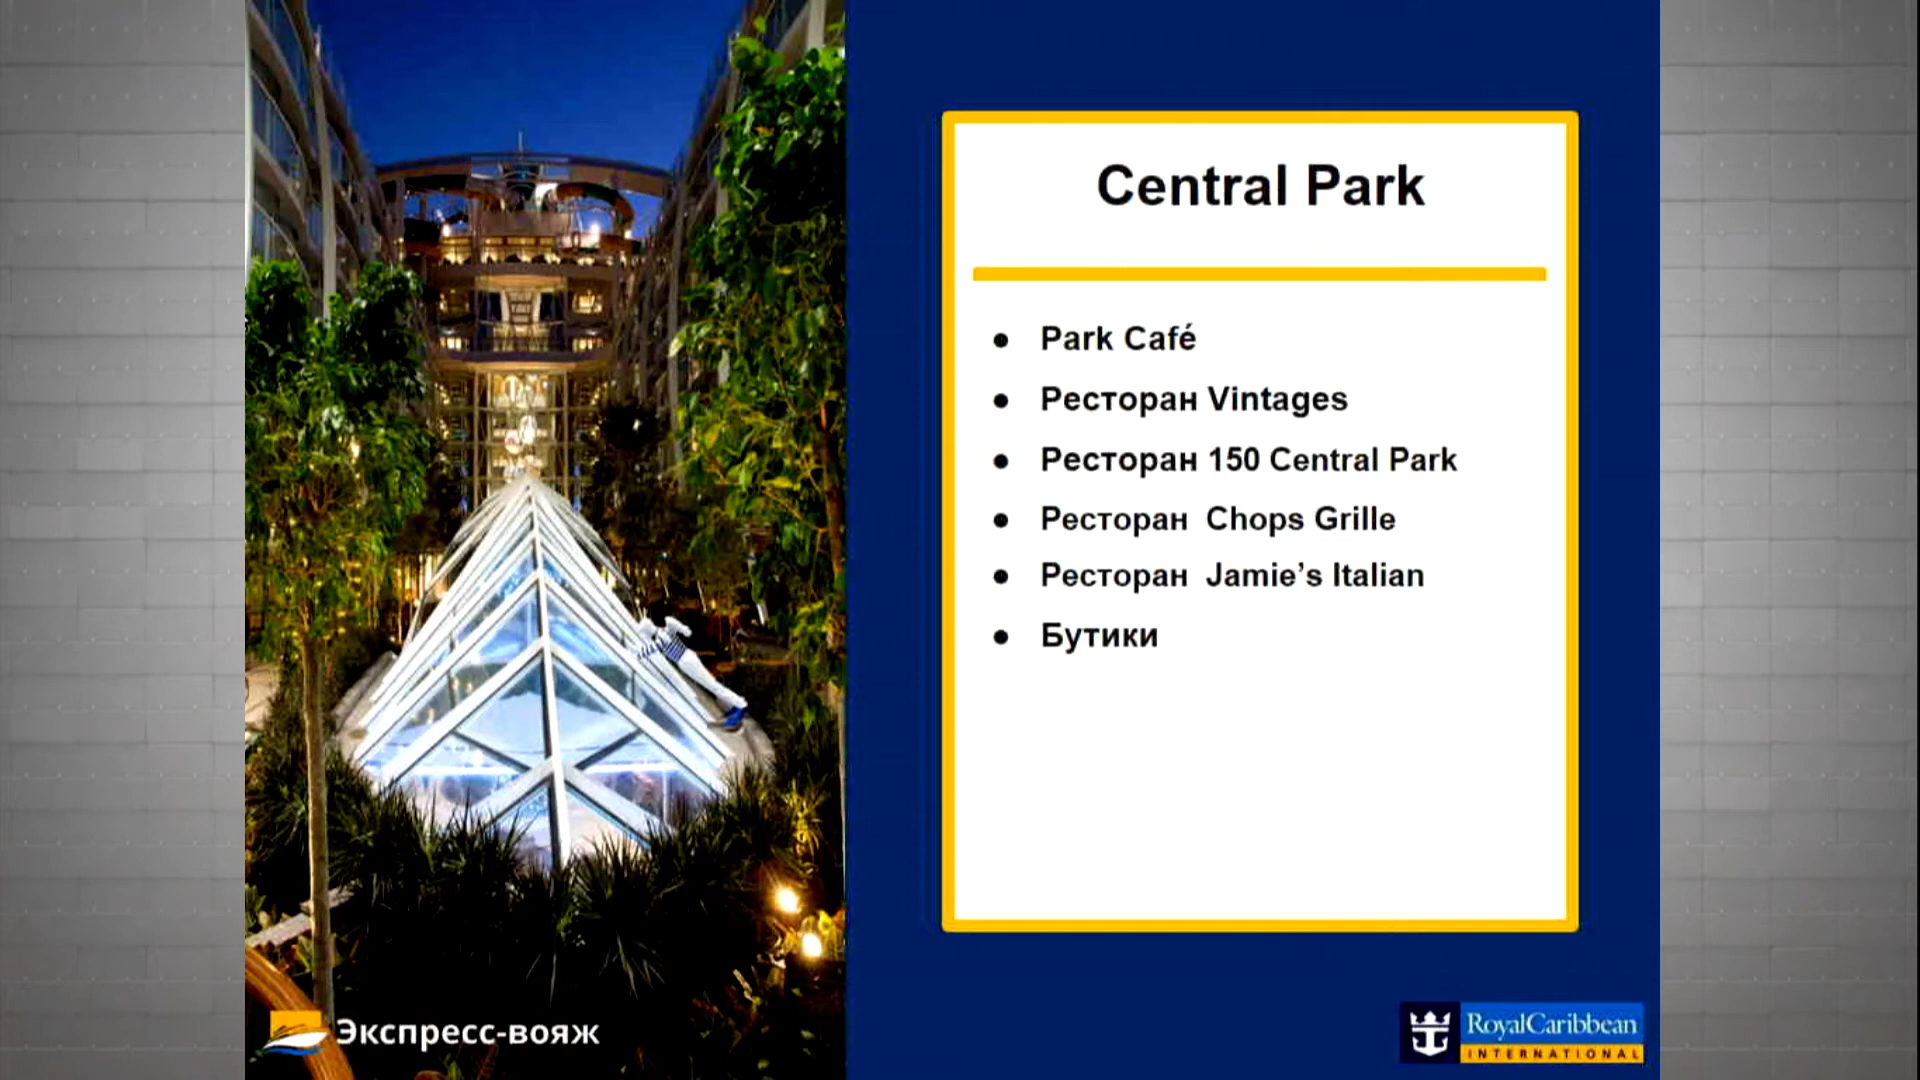 Central Park
Park Café
Ресторан Vintages
Ресторан 150 Central Park
Ресторан Chops Grille
Ресторан Jamie’s Italian
Бутики
Экспресс-вояж
RoyalCaribbean
INTERNATIONAL